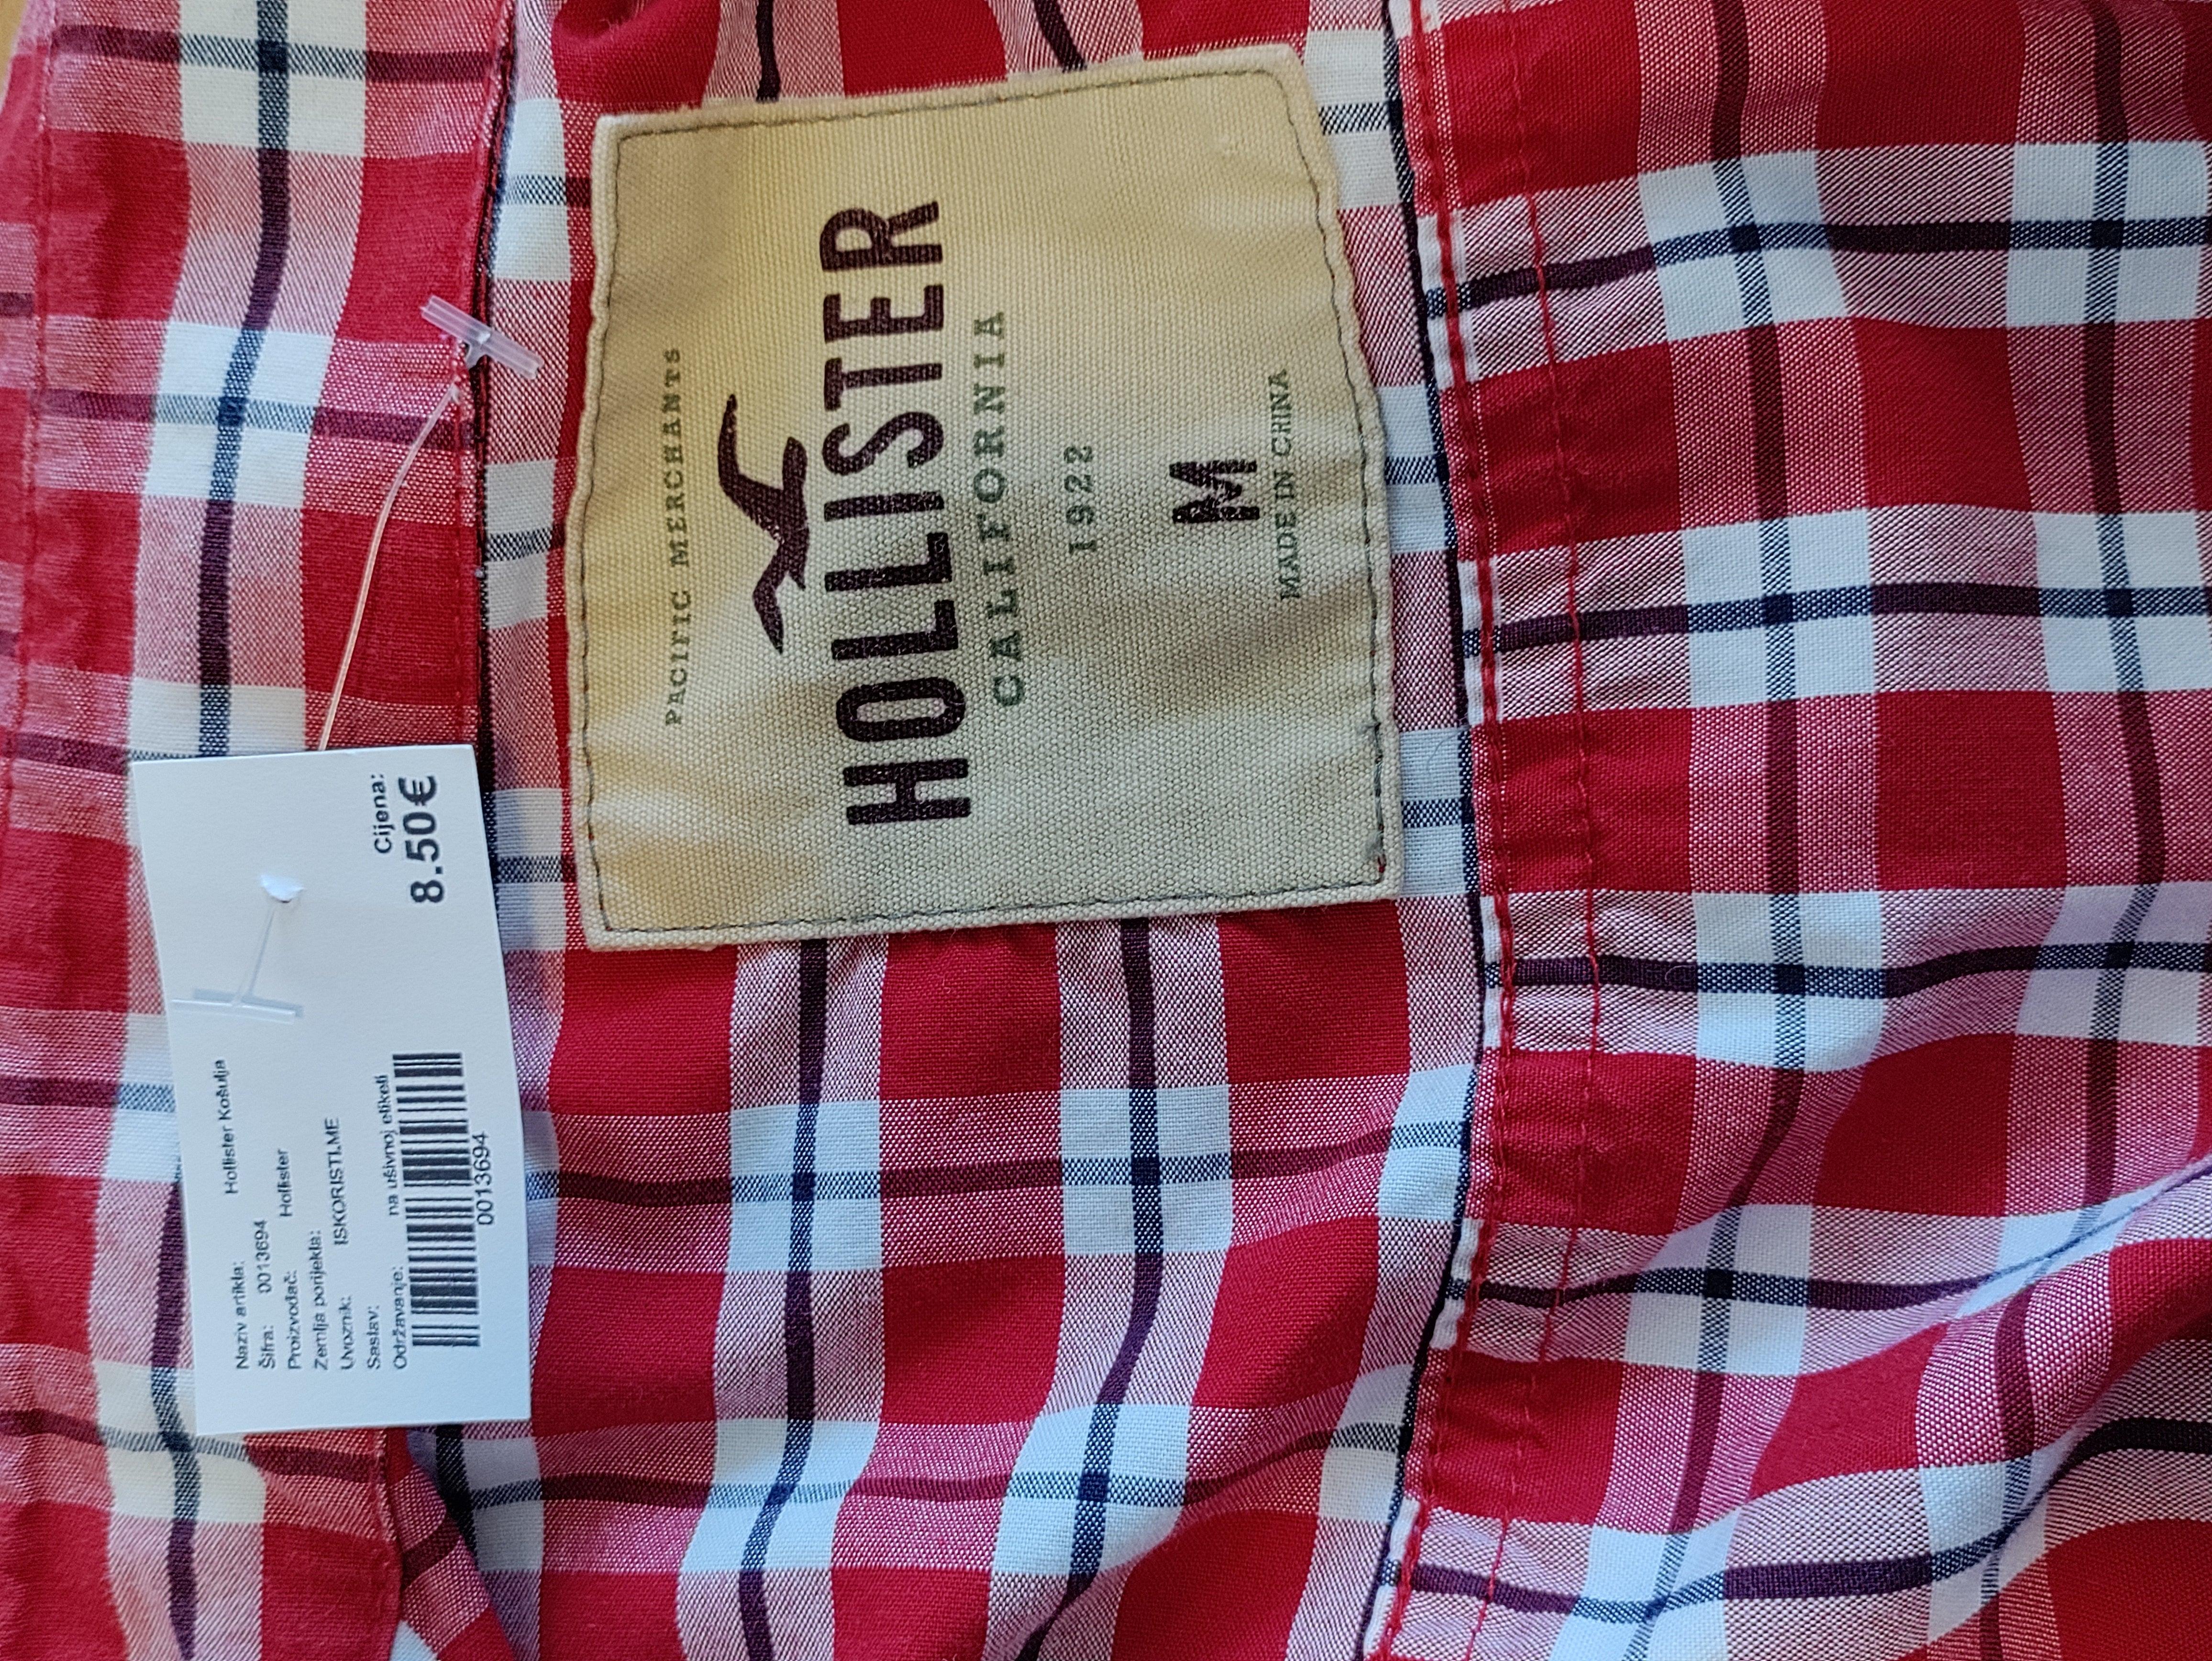 PACIFIC MERCHANTS
HOLLISTER
CALIFORNIA
1922
M
MADE IN CHINA
Cijena:
8.50€
Naziv artikla: Hollister Košulja
Šifra: 0013694
Proizvođač: Hollister
Zemlja porijekla:
Uvoznik: ISKORISTI.ME
Sastav:
Održavanje: na ušivnoj etiketi
0013694